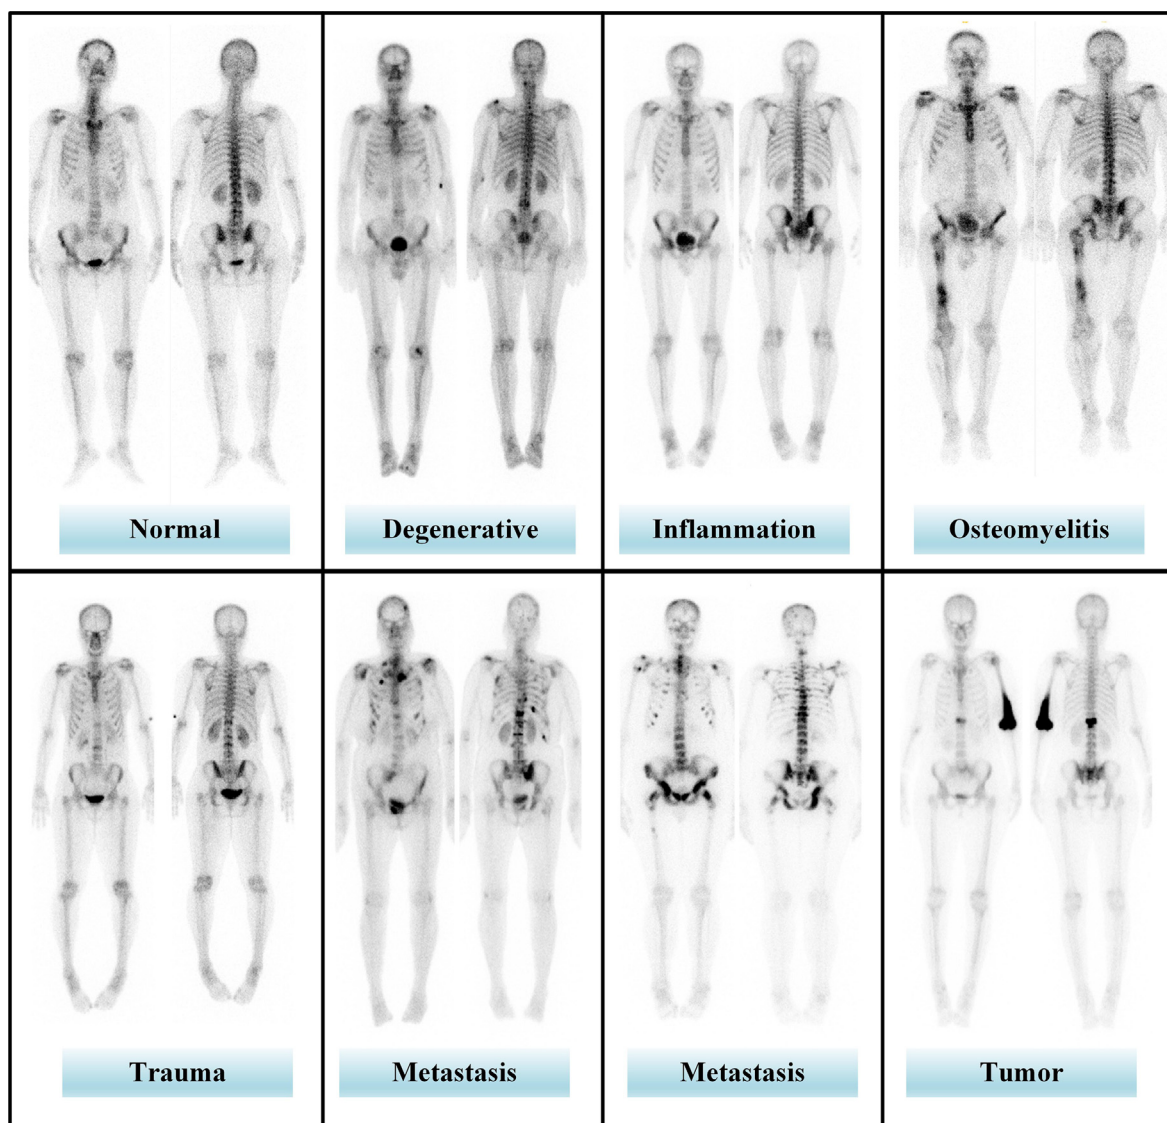 Normal
Degenerative
Inflammation
Osteomyelitis
Trauma
Metastasis
Metastasis
Tumor